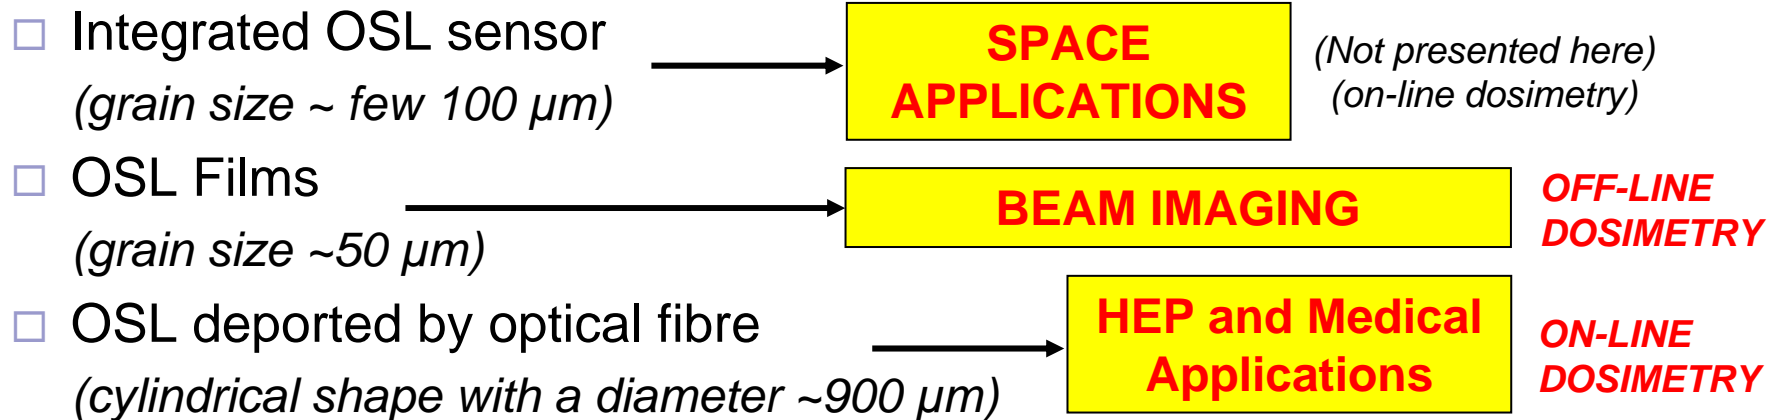 Integrated OSL sensor
(grain size ~ few 100 µm)
SPACE
APPLICATIONS
(Not presented here)
(on-line dosimetry)
OSL Films
(grain size ~50 µm)
BEAM IMAGING
OFF-LINE
DOSIMETRY
OSL deported by optical fibre
(cylindrical shape with a diameter ~900 µm)
HEP and Medical
Applications
ON-LINE
DOSIMETRY